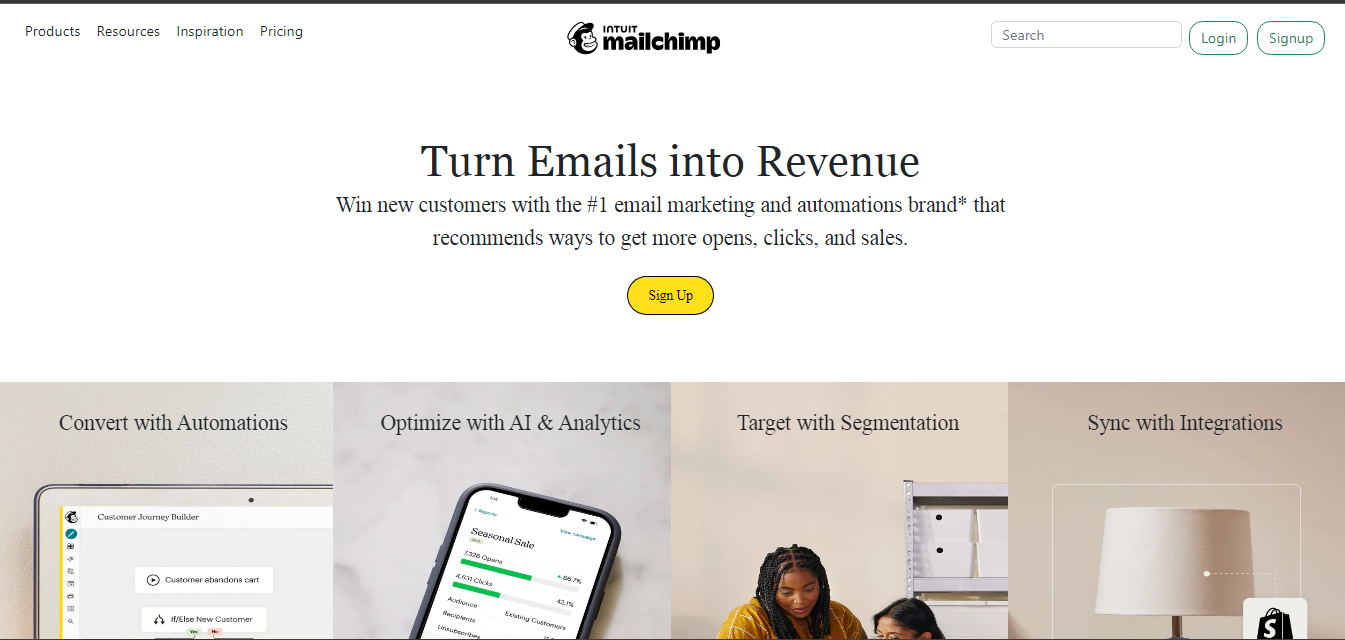 Products Resources Inspiration Pricing
INTUIT
mailchimp
Search
Login
Signup
Turn Emails into Revenue
Win new customers with the #1 email marketing and automations brand* that
recommends ways to get more opens, clicks, and sales.
Sign Up
Convert with Automations
Customer Journey Builder
Customer abandons cart
If/Else New Customer
Yes
No
Optimize with AI & Analytics
Reports
Seasonal Sale
View campaign
7,326 Opens
66.7%
4,631 Clicks
42.1%
Audience
Existing Customers
Recipients
Unsubscribes
Target with Segmentation
Sync with Integrations
S